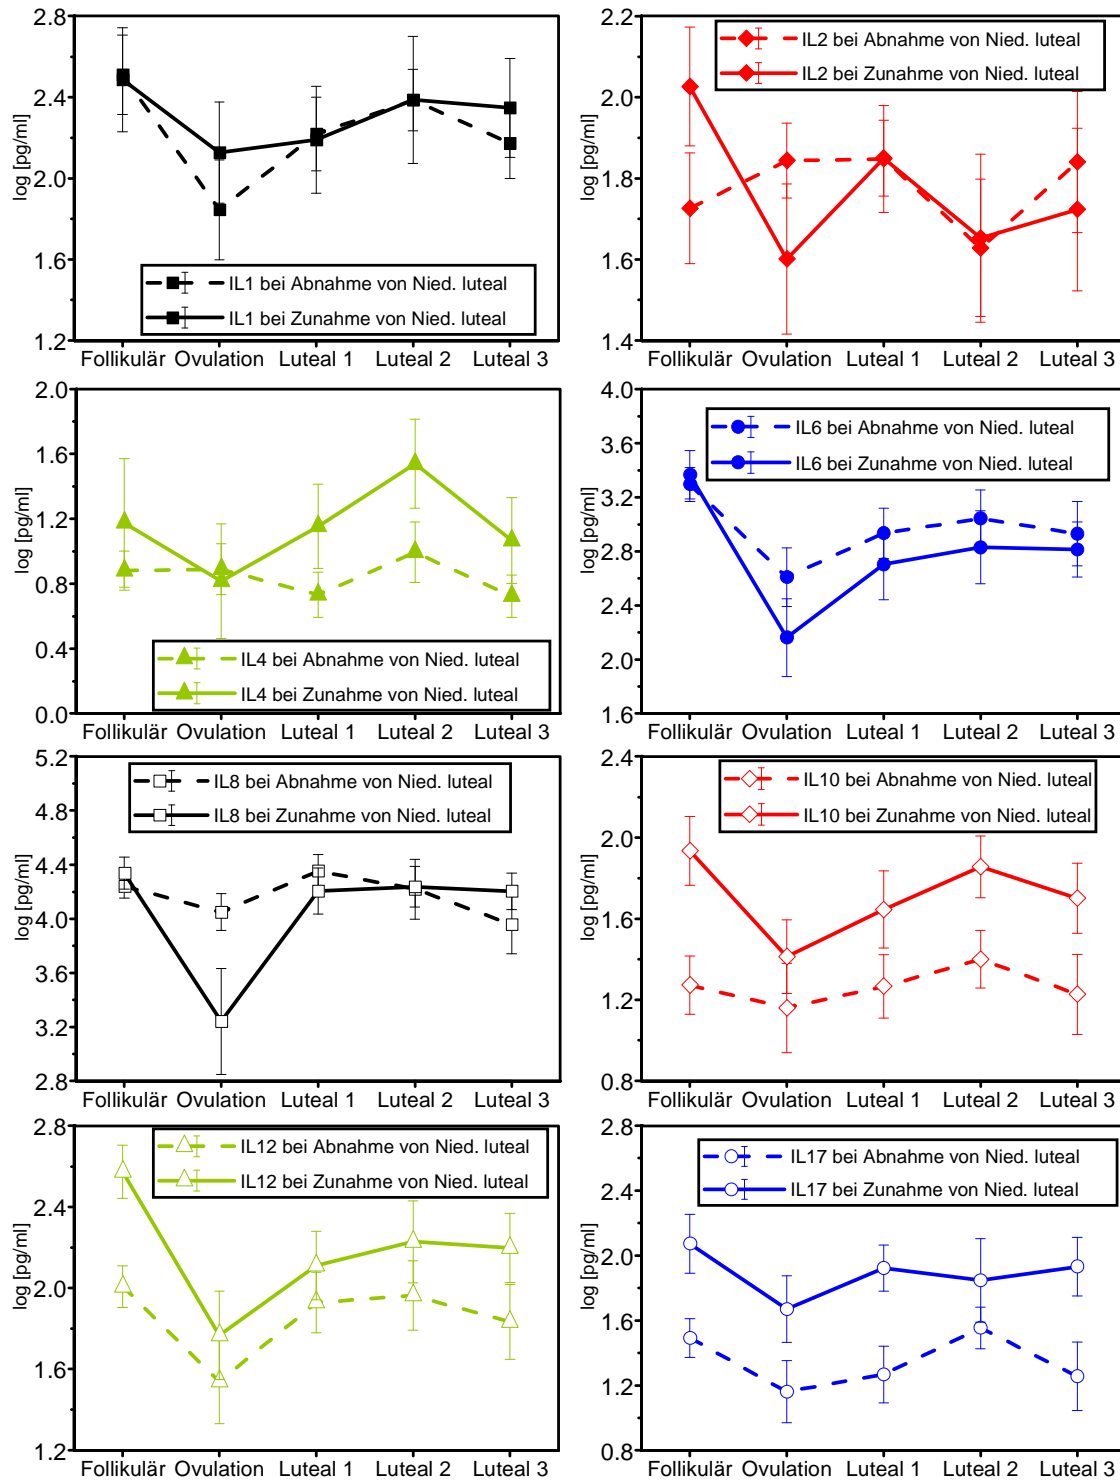 2.8
2.4
2.0
1.6
1.2
log [pg/ml]
IL1 bei Abnahme von Nied. luteal
IL1 bei Zunahme von Nied. luteal
Follikulär Ovulation Luteal 1 Luteal 2 Luteal 3
2.2
2.0
1.8
1.6
1.4
log [pg/ml]
IL2 bei Abnahme von Nied. luteal
IL2 bei Zunahme von Nied. luteal
Follikulär Ovulation Luteal 1 Luteal 2 Luteal 3
2.0
1.6
1.2
0.8
0.4
0.0
log [pg/ml]
IL4 bei Abnahme von Nied. luteal
IL4 bei Zunahme von Nied. luteal
Follikulär Ovulation Luteal 1 Luteal 2 Luteal 3
4.0
3.6
3.2
2.8
2.4
2.0
1.6
log [pg/ml]
IL6 bei Abnahme von Nied. luteal
IL6 bei Zunahme von Nied. luteal
Follikulär Ovulation Luteal 1 Luteal 2 Luteal 3
5.2
4.8
4.4
4.0
3.6
3.2
2.8
log [pg/ml]
IL8 bei Abnahme von Nied. luteal
IL8 bei Zunahme von Nied. luteal
Follikulär Ovulation Luteal 1 Luteal 2 Luteal 3
2.4
2.0
1.6
1.2
0.8
log [pg/ml]
IL10 bei Abnahme von Nied. luteal
IL10 bei Zunahme von Nied. luteal
Follikulär Ovulation Luteal 1 Luteal 2 Luteal 3
2.8
2.4
2.0
1.6
1.2
log [pg/ml]
IL12 bei Abnahme von Nied. luteal
IL12 bei Zunahme von Nied. luteal
Follikulär Ovulation Luteal 1 Luteal 2 Luteal 3
2.8
2.4
2.0
1.6
1.2
0.8
log [pg/ml]
IL17 bei Abnahme von Nied. luteal
IL17 bei Zunahme von Nied. luteal
Follikulär Ovulation Luteal 1 Luteal 2 Luteal 3